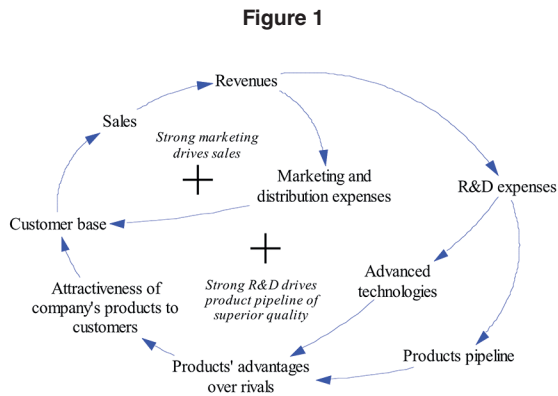 Figure 1
Revenues
Sales
Strong marketing
drives sales
+
Marketing and
distribution expenses
R&D expenses
Customer base
+
Strong R&D drives
product pipeline of
superior quality
Advanced
technologies
Attractiveness of
company's products to
customers
Products pipeline
Products' advantages
over rivals